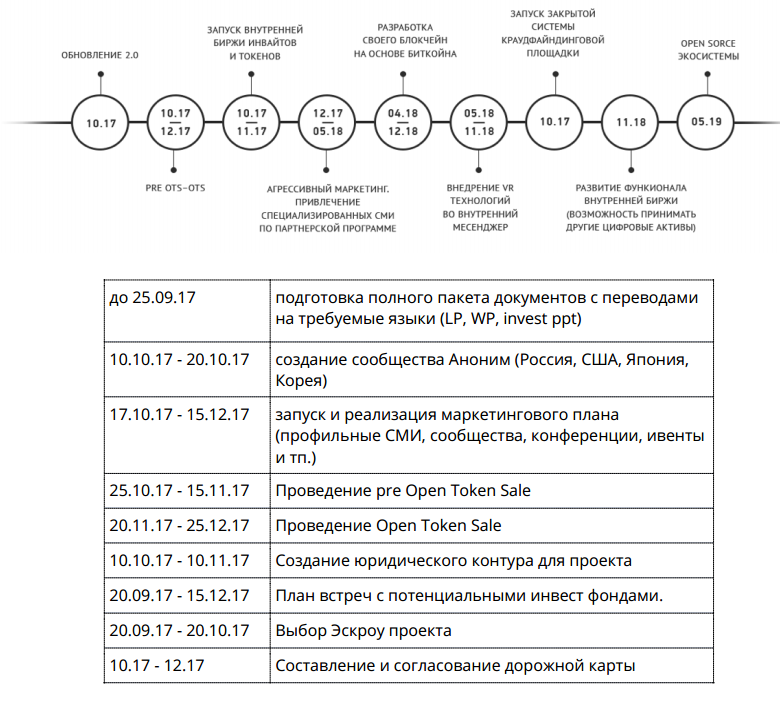 ОБНОВЛЕНИЕ 2.0
ЗАПУСК ВНУТРЕННЕЙ
БИРЖИ ИНВАЙТОВ
И ТОКЕНОВ
РАЗРАБОТКА
СВОЕГО БЛОКЧЕЙН
НА ОСНОВЕ БИТКОЙНА
ЗАПУСК ЗАКРЫТОЙ
СИСТЕМЫ
КРАУДФАЙНДИНГОВОЙ
ПЛОЩАДКИ
OPEN SORCE
ЭКОСИСТЕМЫ
10.17
10.17
12.17
10.17
11.17
12.17
05.18
04.18
12.18
05.18
11.18
10.17
11.18
05.19
PRE OTS–OTS
АГРЕССИВНЫЙ МАРКЕТИНГ.
ПРИВЛЕЧЕНИЕ
СПЕЦИАЛИЗИРОВАННЫХ СМИ
ПО ПАРТНЕРСКОЙ ПРОГРАММЕ
ВНЕДРЕНИЕ VR
ТЕХНОЛОГИЙ
ВО ВНУТРЕННИЙ
МЕСЕНДЖЕР
РАЗВИТИЕ ФУНКИОНАЛА
ВНУТРЕННЕЙ БИРЖИ
(ВОЗМОЖНОСТЬ ПРИНИМАТЬ
ДРУГИЕ ЦИФРОВЫЕ АКТИВЫ)
до 25.09.17
подготовка полного пакета документов с переводами
на требуемые языки (LP, WP, invest ppt)
10.10.17 - 20.10.17
создание сообщества Аноним (Россия, США, Япония,
Корея)
17.10.17 - 15.12.17
запуск и реализация маркетингового плана
(профильные СМИ, сообщества, конференции, ивенты
и тп.)
25.10.17 - 15.11.17
Проведение pre Open Token Sale
20.11.17 - 25.12.17
Проведение Open Token Sale
10.10.17 - 10.11.17
Создание юридического контура для проекта
20.09.17 - 15.12.17
План встреч с потенциальными инвест фондами.
20.09.17 - 20.10.17
Выбор Эскроу проекта
10.17 - 12.17
Составление и согласование дорожной карты